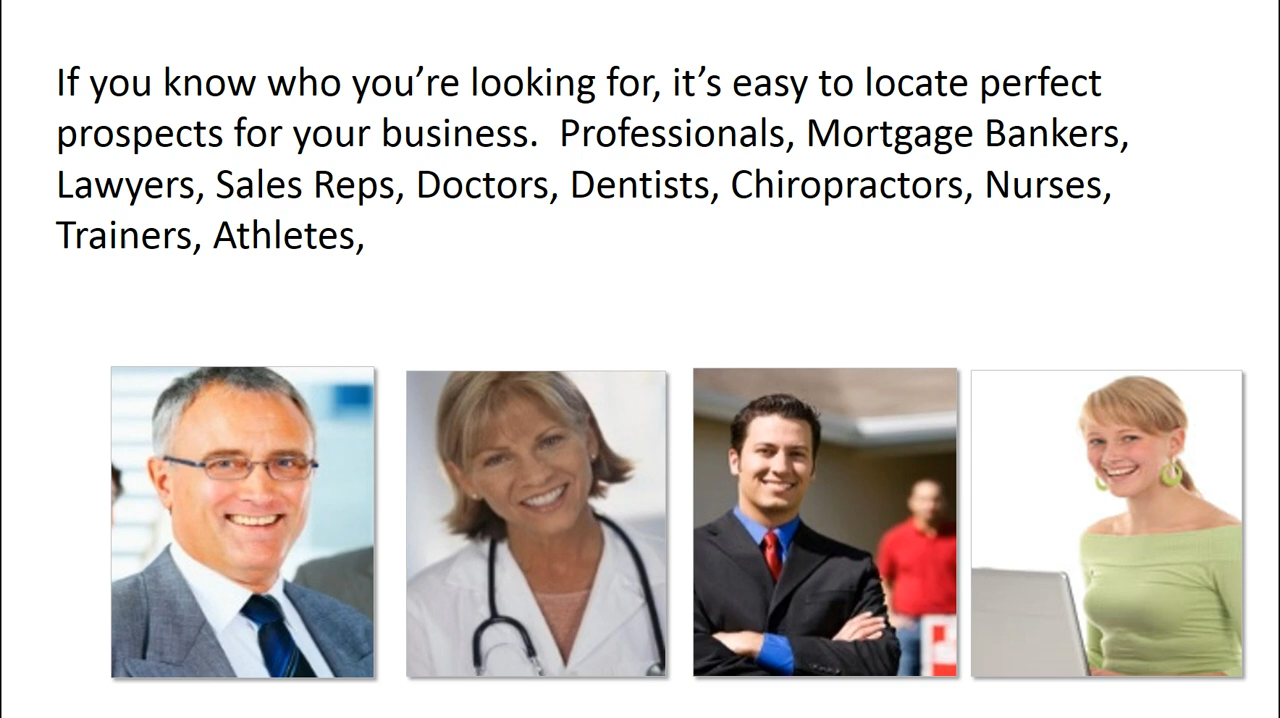 If you know who you’re looking for, it’s easy to locate perfect
prospects for your business.  Professionals, Mortgage Bankers,
Lawyers, Sales Reps, Doctors, Dentists, Chiropractors, Nurses,
Trainers, Athletes,